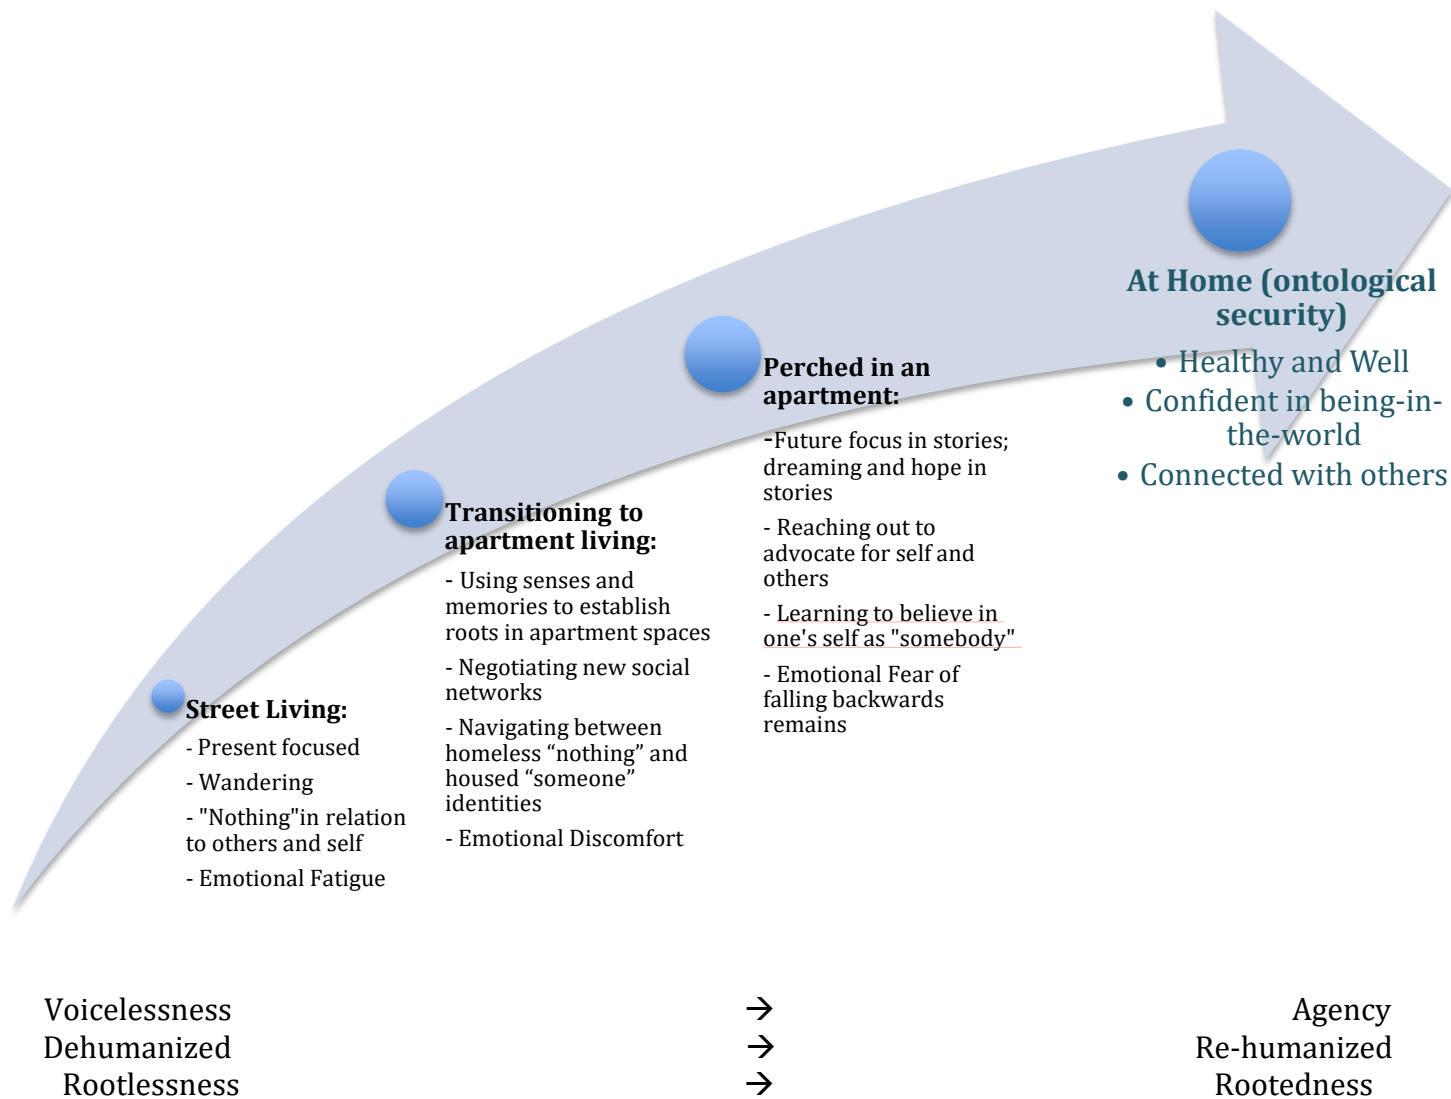 Street Living:
- Present focused
- Wandering
- "Nothing"in relation
to others and self
- Emotional Fatigue
Transitioning to
apartment living:
- Using senses and
memories to establish
roots in apartment spaces
- Negotiating new social
networks
- Navigating between
homeless “nothing” and
housed “someone”
identities
- Emotional Discomfort
Perched in an
apartment:
-Future focus in stories;
dreaming and hope in
stories
- Reaching out to
advocate for self and
others
- Learning to believe in
one's self as "somebody"
- Emotional Fear of
falling backwards
remains
At Home (ontological
security)
• Healthy and Well
• Confident in being-in-
the-world
• Connected with others
Voicelessness → Agency
Dehumanized → Re-humanized
Rootlessness → Rootedness